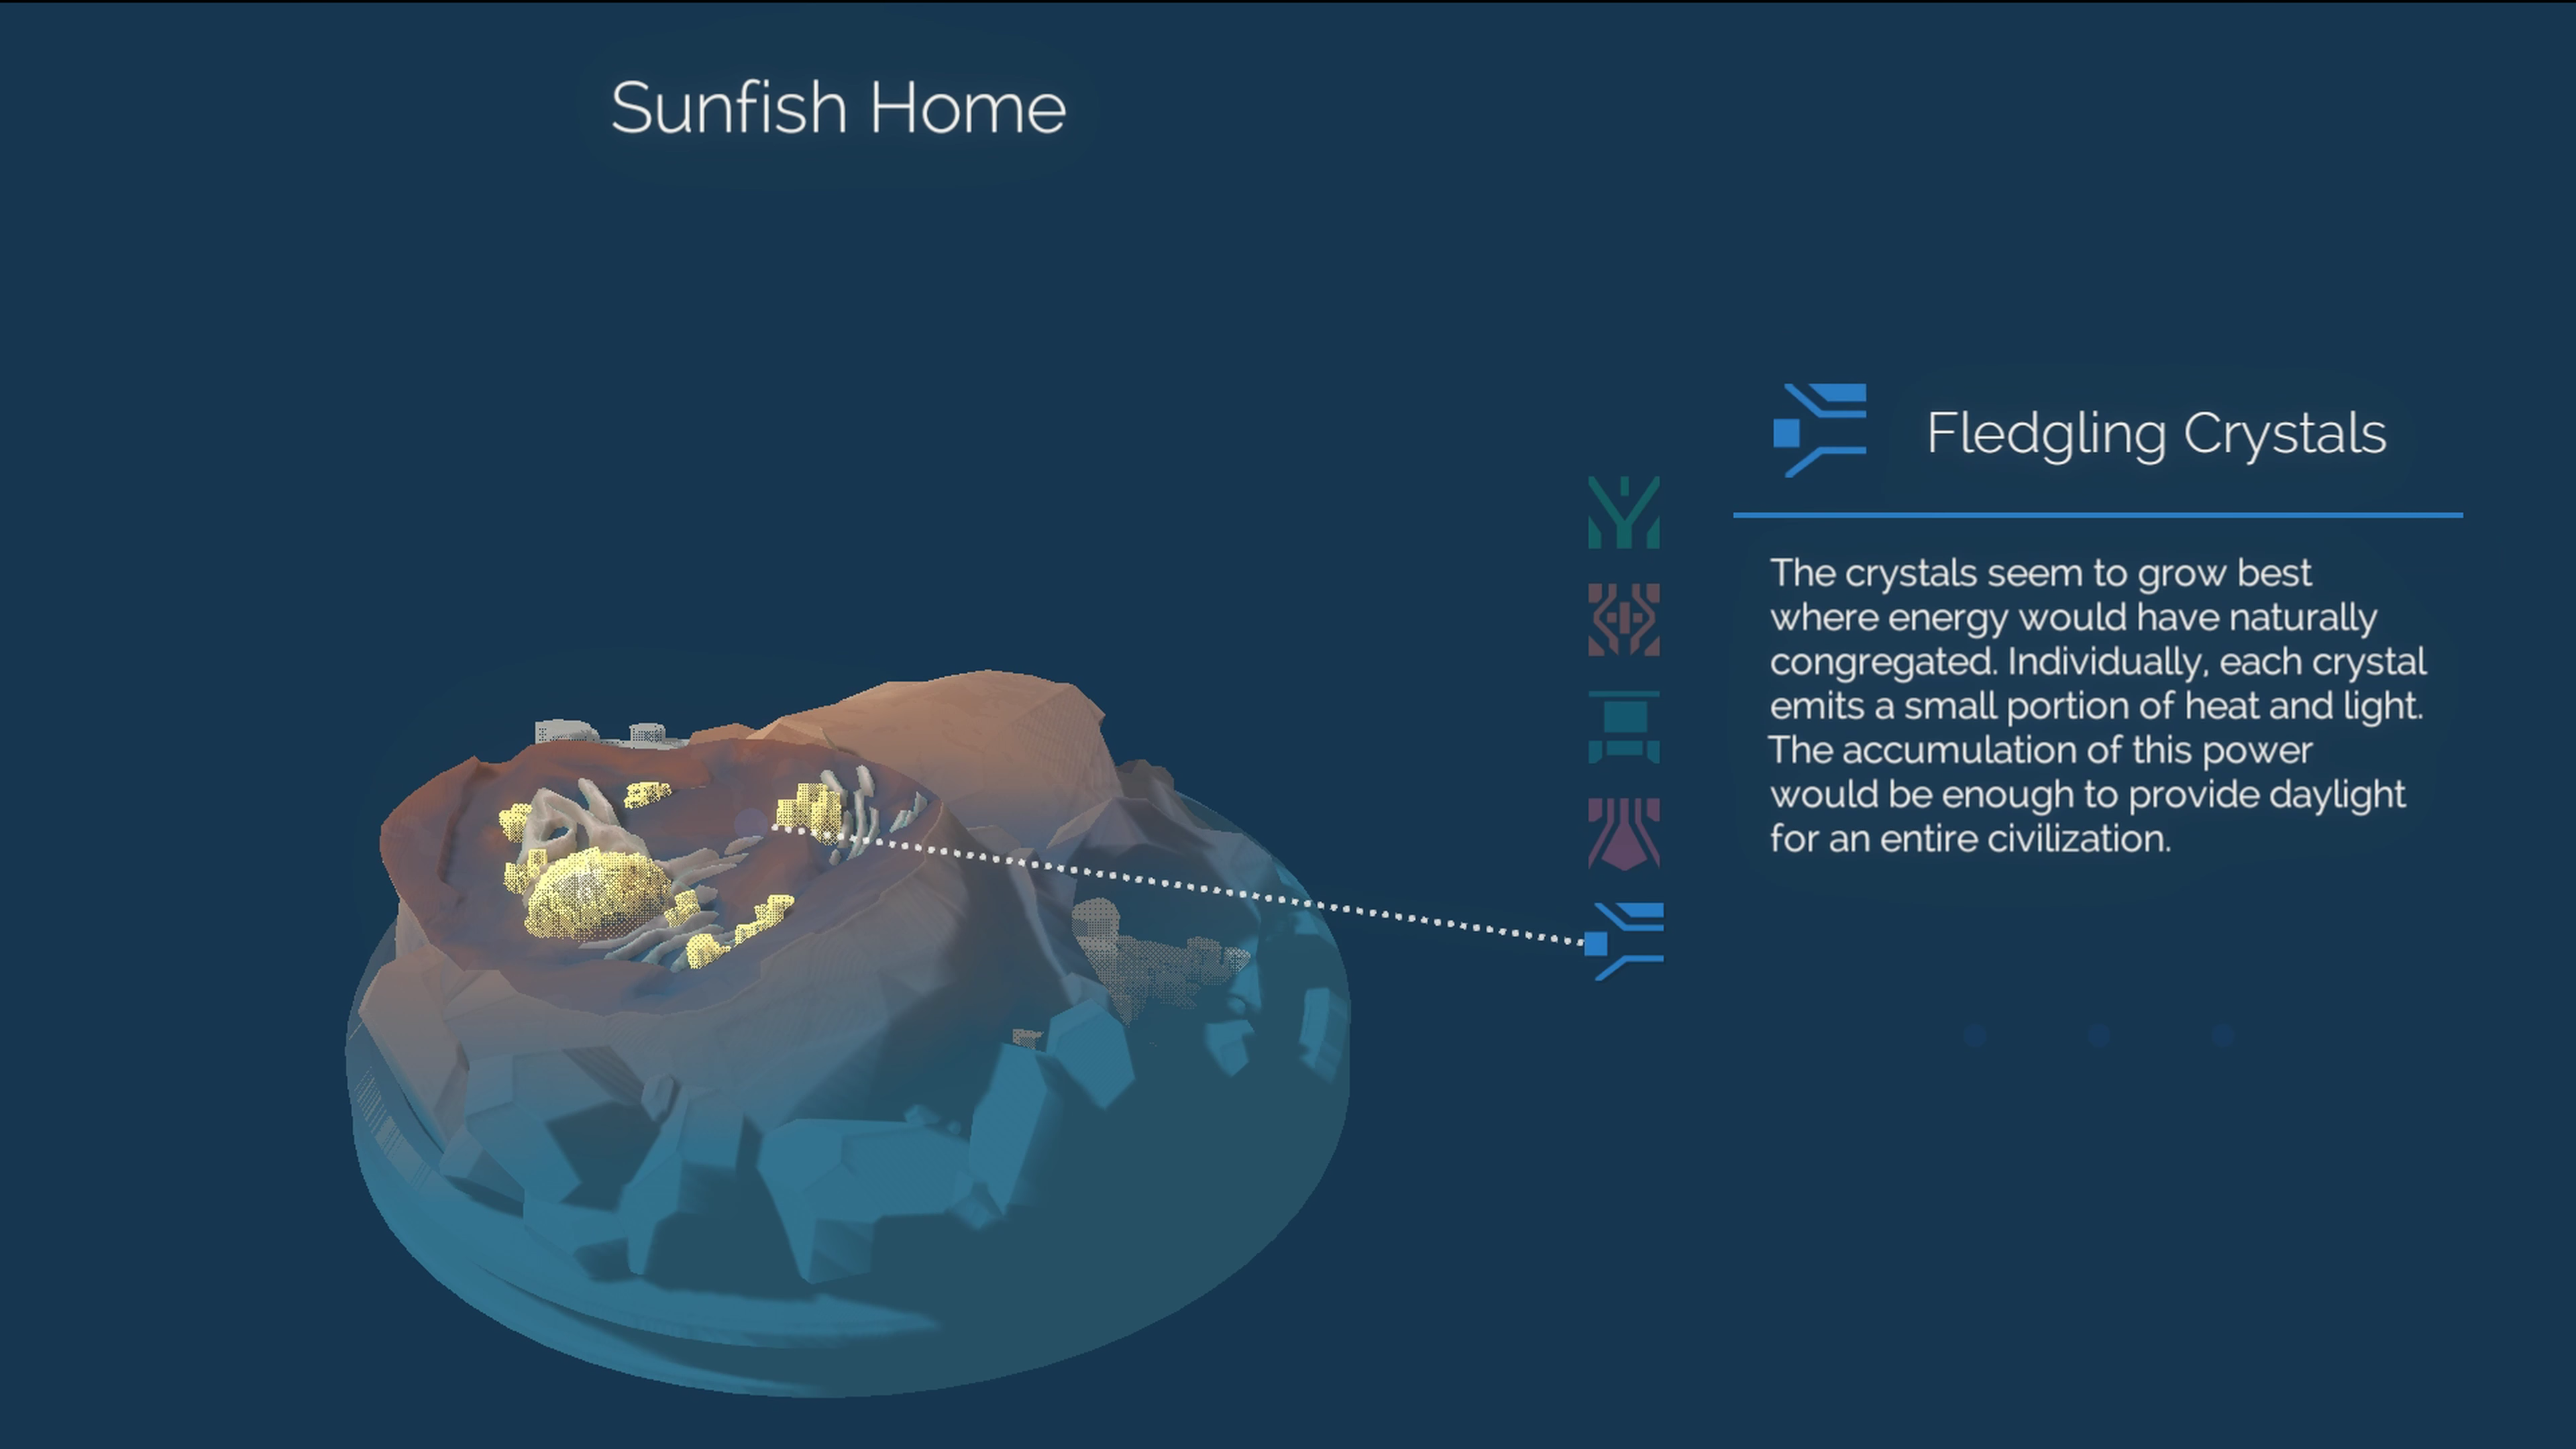 Sunfish Home
Fledgling Crystals
The crystals seem to grow best
where energy would have naturally
congregated. Individually, each crystal
emits a small portion of heat and light.
The accumulation of this power
would be enough to provide daylight
for an entire civilization.